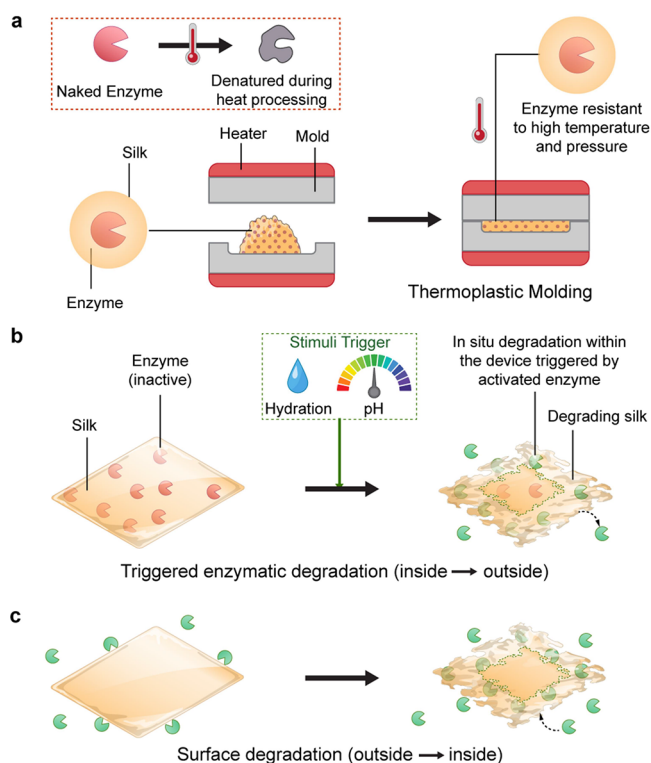 a
Naked Enzyme
Denatured during
heat processing
Enzyme resistant
to high temperature
and pressure
Silk
Heater
Mold
Enzyme
Thermoplastic Molding
b
Enzyme
(inactive)
Silk
Stimuli Trigger
Hydration
pH
In situ degradation within
the device triggered by
activated enzyme
Degrading silk
Triggered enzymatic degradation (inside → outside)
c
Surface degradation (outside → inside)